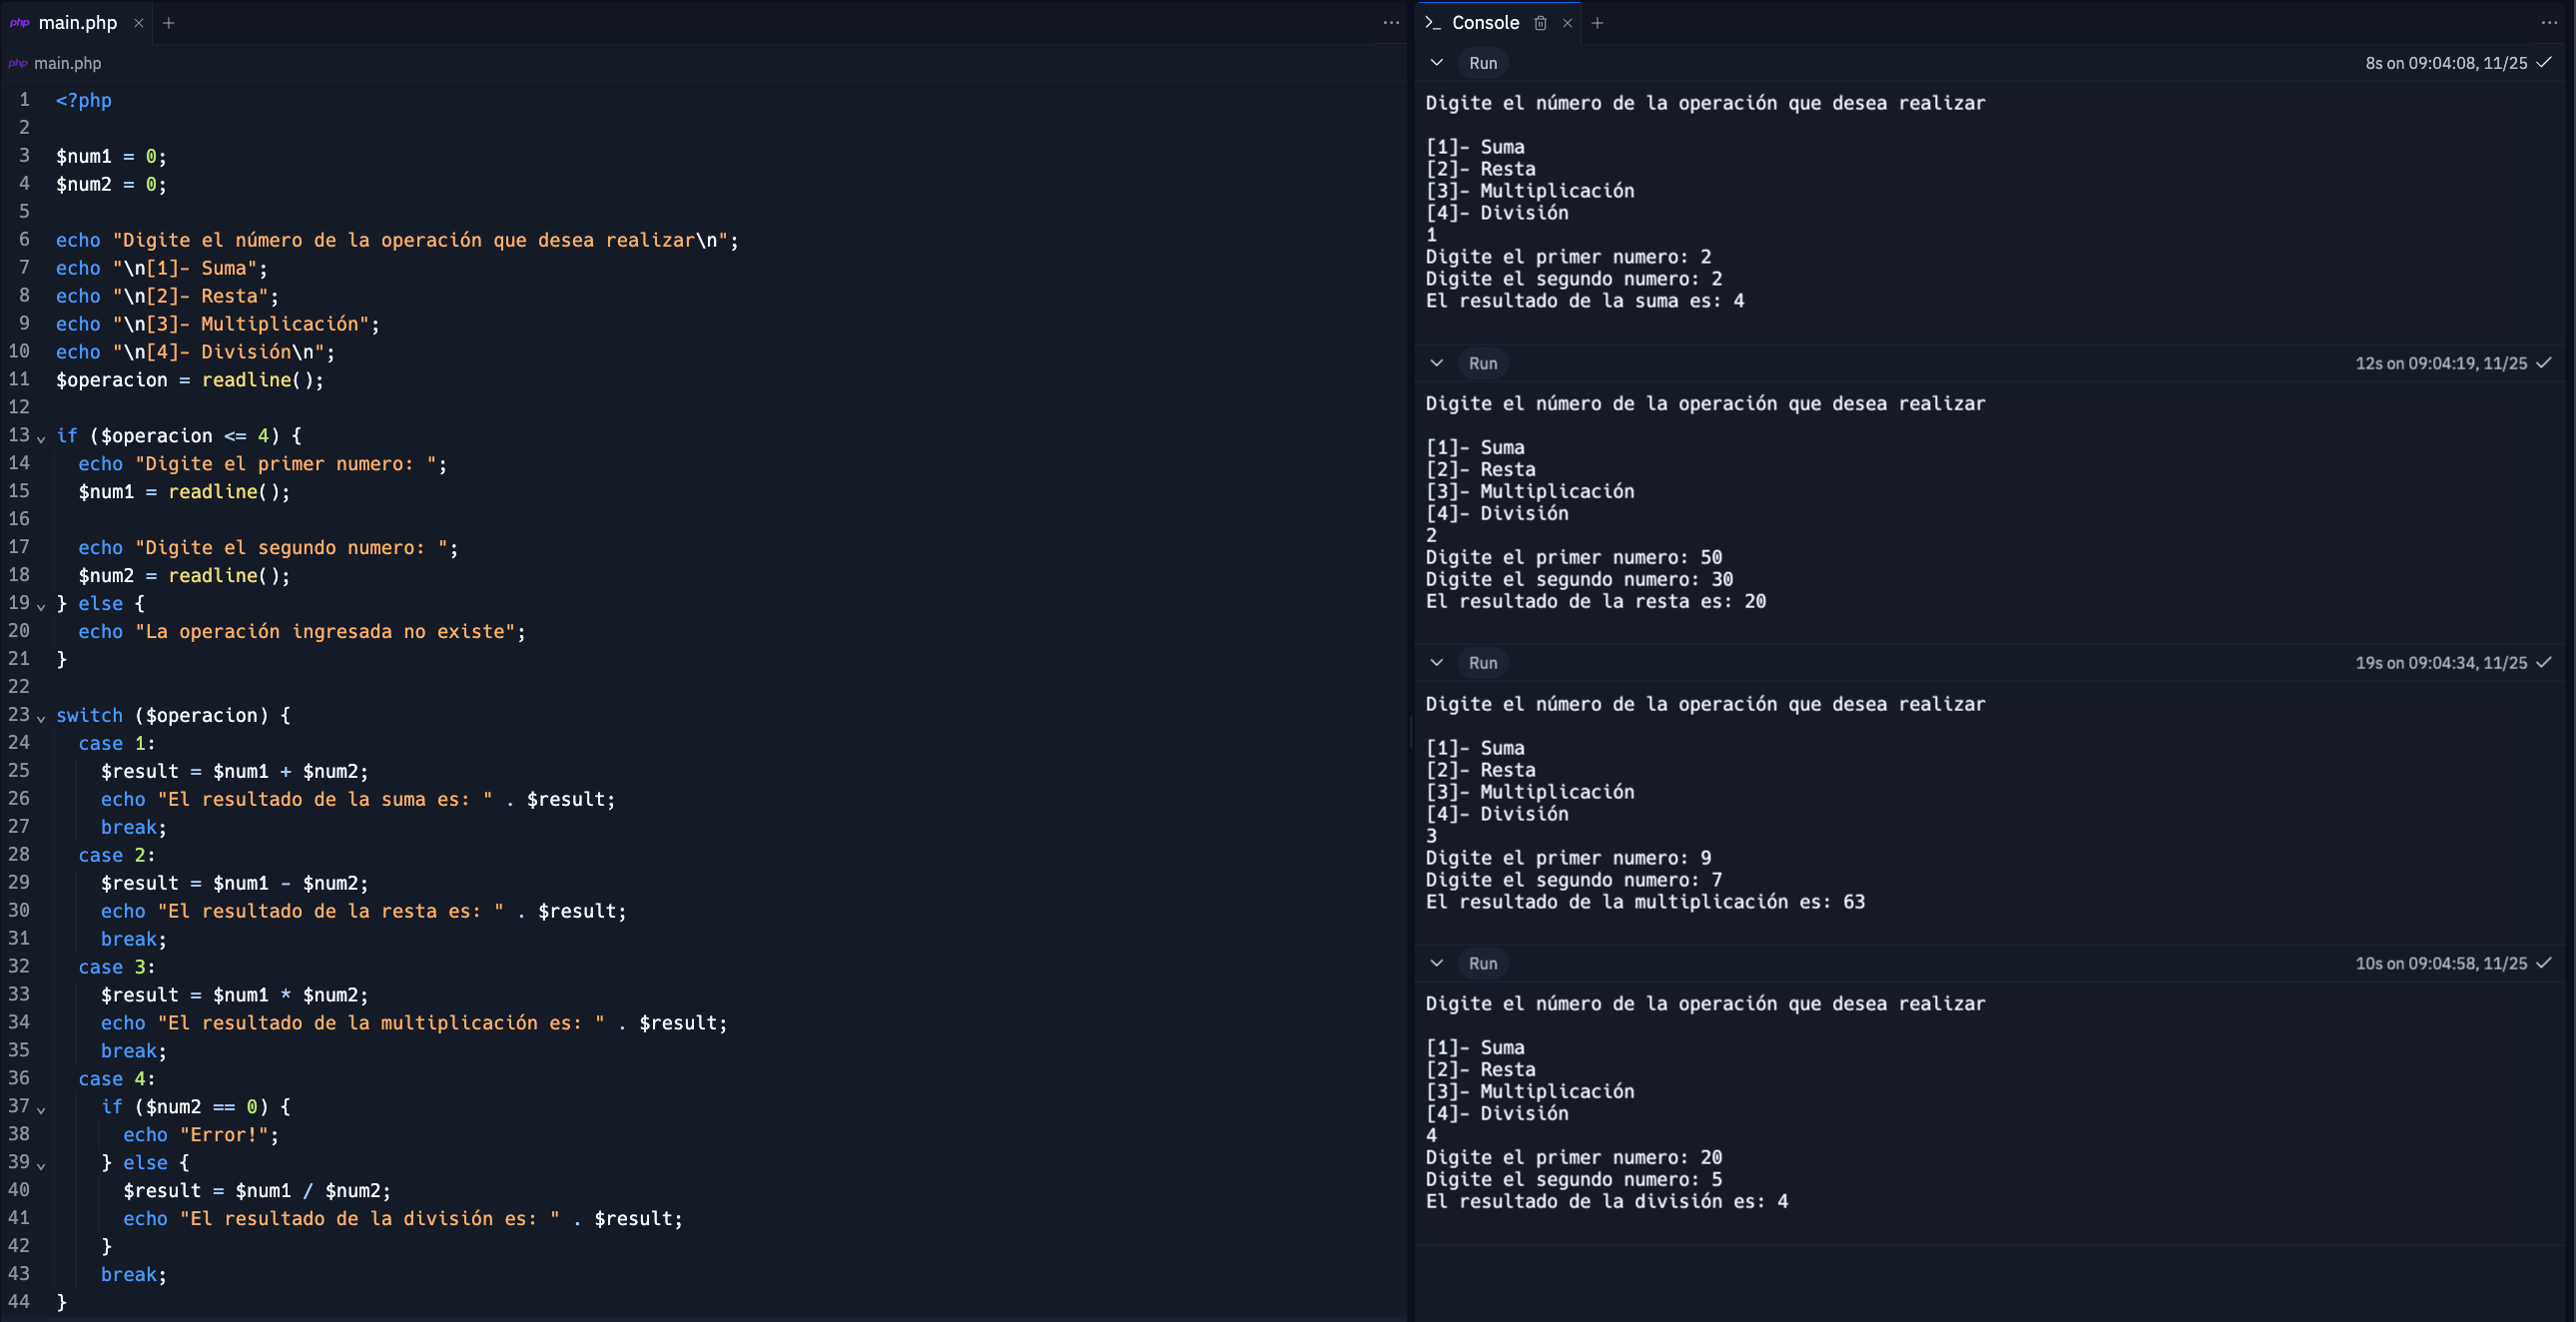 php main.php × +
php main.php
1 <?php
2
3 $num1 = 0;
4 $num2 = 0;
5
6 echo "Digite el número de la operación que desea realizar\n";
7 echo "\n[1]- Suma";
8 echo "\n[2]- Resta";
9 echo "\n[3]- Multiplicación";
10 echo "\n[4]- División\n";
11 $operacion = readline();
12
13 if ($operacion <= 4) {
14   echo "Digite el primer numero: ";
15   $num1 = readline();
16
17   echo "Digite el segundo numero: ";
18   $num2 = readline();
19 } else {
20   echo "La operación ingresada no existe";
21 }
22
23 switch ($operacion) {
24   case 1:
25     $result = $num1 + $num2;
26     echo "El resultado de la suma es: " . $result;
27     break;
28   case 2:
29     $result = $num1 - $num2;
30     echo "El resultado de la resta es: " . $result;
31     break;
32   case 3:
33     $result = $num1 * $num2;
34     echo "El resultado de la multiplicación es: " . $result;
35     break;
36   case 4:
37     if ($num2 == 0) {
38       echo "Error!";
39     } else {
40       $result = $num1 / $num2;
41       echo "El resultado de la división es: " . $result;
42     }
43     break;
44 }
>_ Console × +
Run 8s on 09:04:08, 11/25
Digite el número de la operación que desea realizar
[1]- Suma
[2]- Resta
[3]- Multiplicación
[4]- División
1
Digite el primer numero: 2
Digite el segundo numero: 2
El resultado de la suma es: 4
Run 12s on 09:04:19, 11/25
Digite el número de la operación que desea realizar
[1]- Suma
[2]- Resta
[3]- Multiplicación
[4]- División
2
Digite el primer numero: 50
Digite el segundo numero: 30
El resultado de la resta es: 20
Run 19s on 09:04:34, 11/25
Digite el número de la operación que desea realizar
[1]- Suma
[2]- Resta
[3]- Multiplicación
[4]- División
3
Digite el primer numero: 9
Digite el segundo numero: 7
El resultado de la multiplicación es: 63
Run 10s on 09:04:58, 11/25
Digite el número de la operación que desea realizar
[1]- Suma
[2]- Resta
[3]- Multiplicación
[4]- División
4
Digite el primer numero: 20
Digite el segundo numero: 5
El resultado de la división es: 4